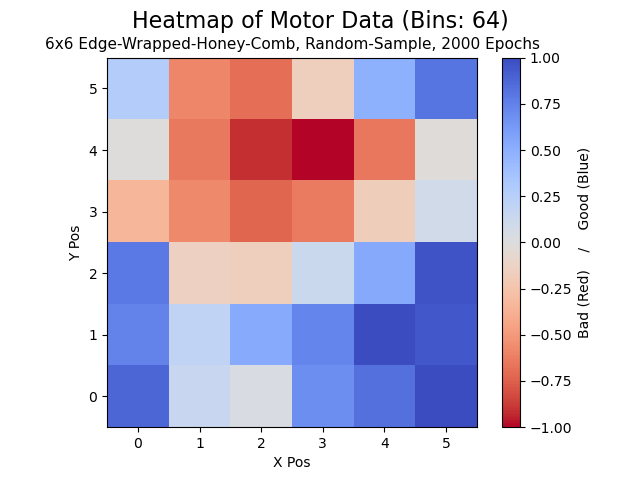 Heatmap of Motor Data (Bins: 64)
6x6 Edge-Wrapped-Honey-Comb, Random-Sample, 2000 Epochs
5
4
3
2
1
0
Y Pos
0 1 2 3 4 5
X Pos
1.00
0.75
0.50
0.25
0.00
−0.25
−0.50
−0.75
−1.00
Bad (Red) / Good (Blue)